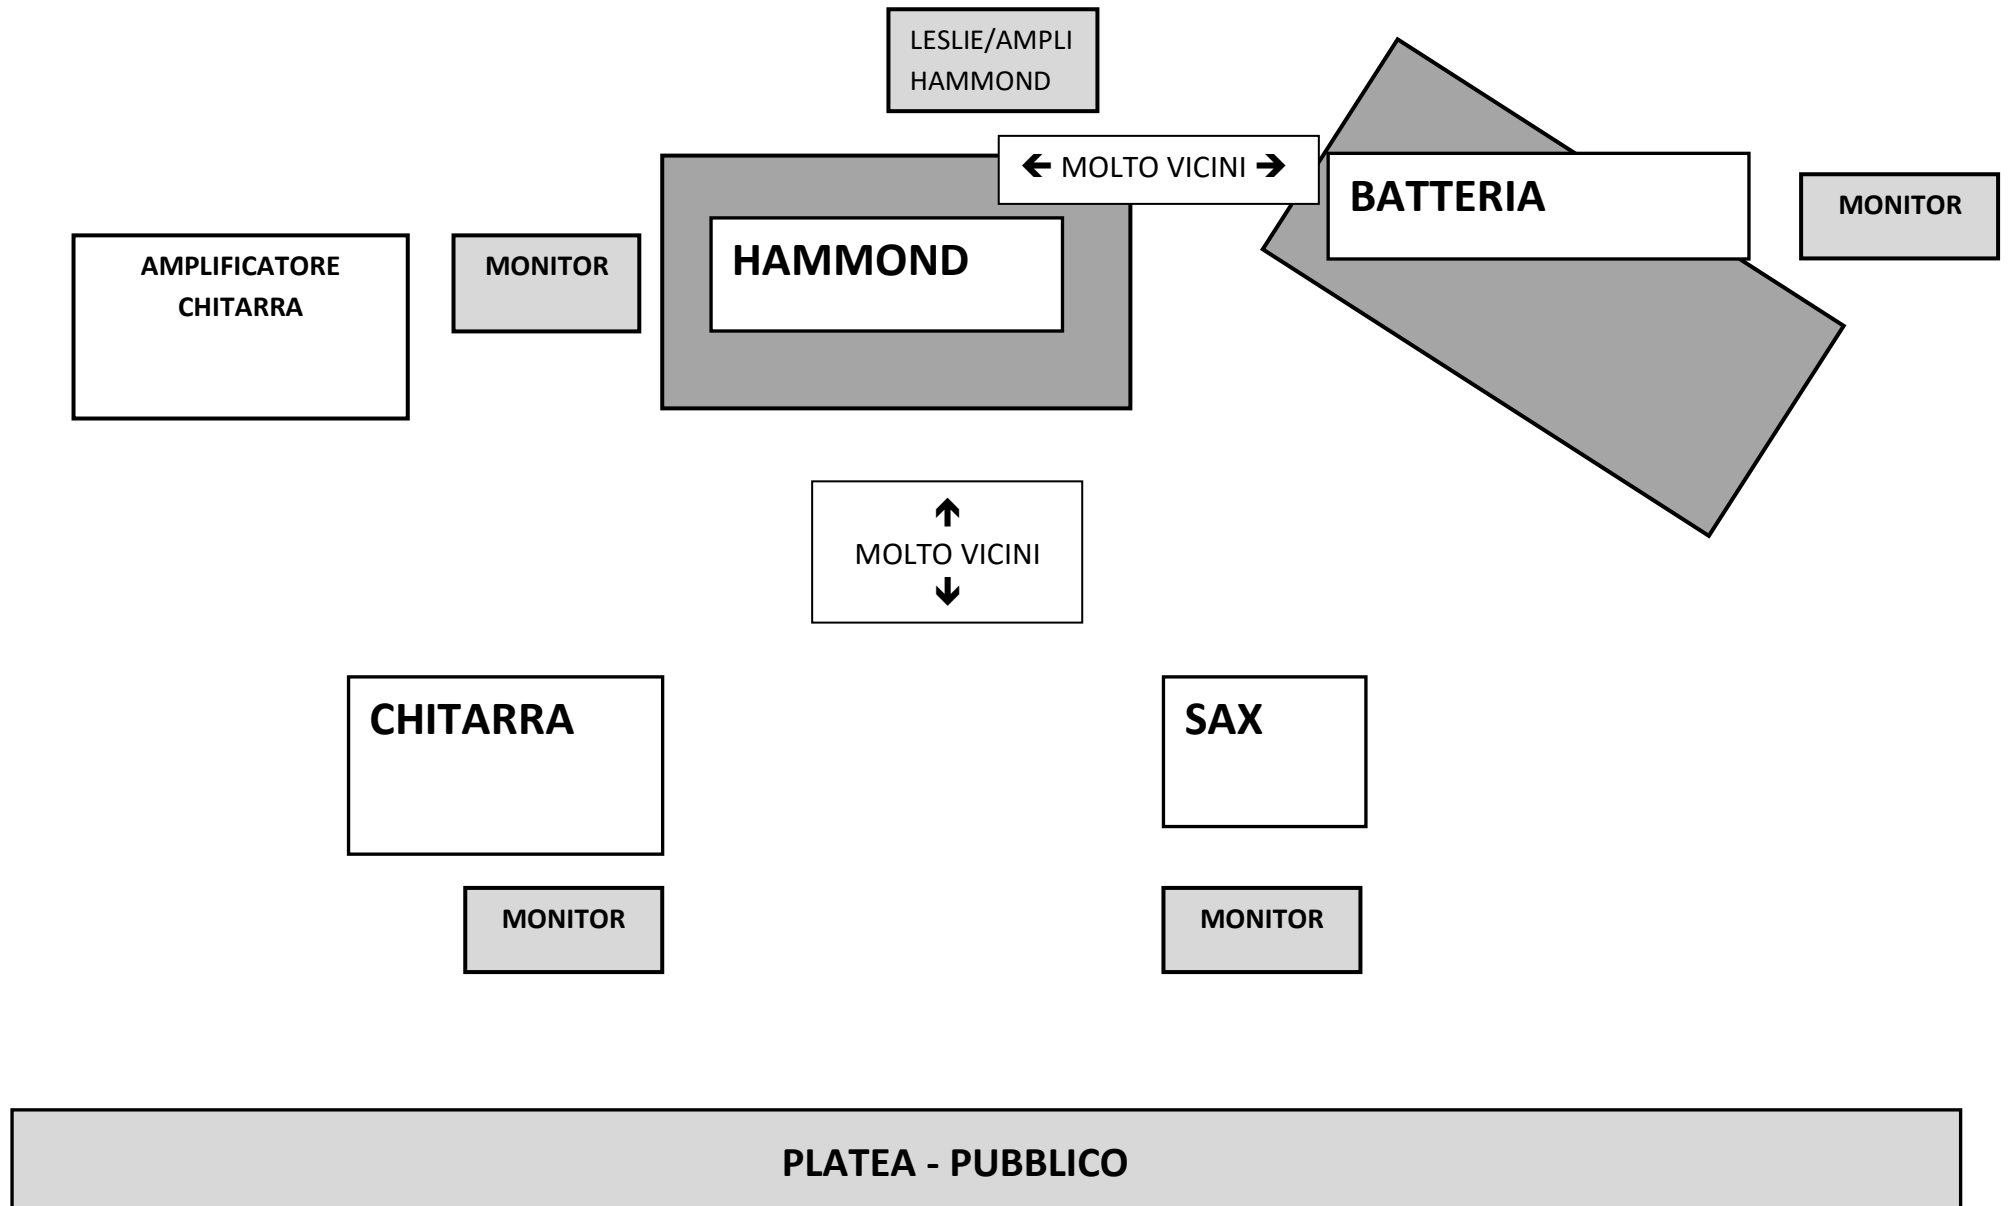 LESLIE/AMPLI
HAMMOND
🡸 MOLTO VICINI 🡺
BATTERIA
MONITOR
AMPLIFICATORE
CHITARRA
MONITOR
HAMMOND
🡹
MOLTO VICINI
🡻
CHITARRA
SAX
MONITOR
MONITOR
PLATEA - PUBBLICO